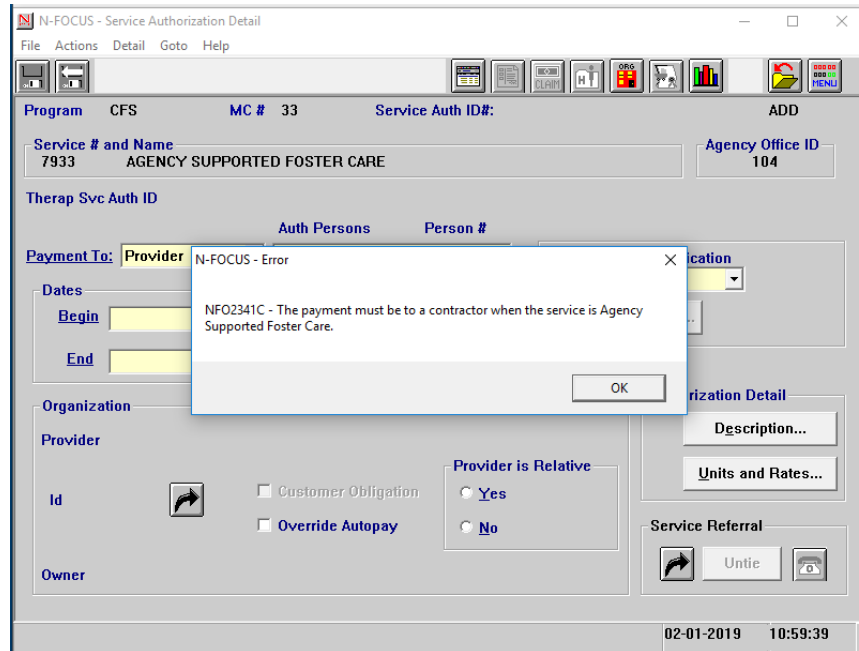 N-FOCUS - Service Authorization Detail
File Actions Detail Goto Help
CLAIM H ORG MENU
Program CFS MC # 33 Service Auth ID#: ADD
Service # and Name Agency Office ID
7933 AGENCY SUPPORTED FOSTER CARE 104
Therap Svc Auth ID
Auth Persons Person #
Payment To: Provider ication
N-FOCUS - Error
Dates
Begin ..
NFO2341C - The payment must be to a contractor when the service is Agency
Supported Foster Care.
End
OK
Organization rization Detail
Provider Description...
Provider is Relative
Id Customer Obligation Yes Units and Rates...
Override Autopay No Service Referral
Untie
Owner
02-01-2019 10:59:39